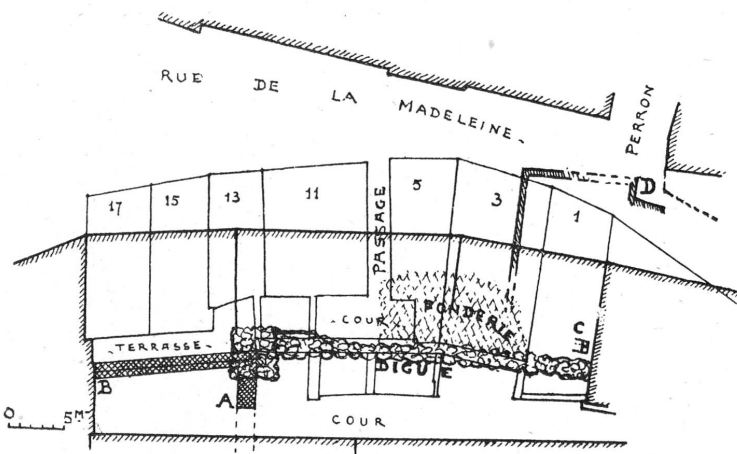 RUE DE LA MADELEINE.
PERRON
D
17 15 13 11 5 3 1
PASSAGE
FONDERIE
COUR
C
B
TERRASSE
B
DIGUE
A
O 5M
COUR